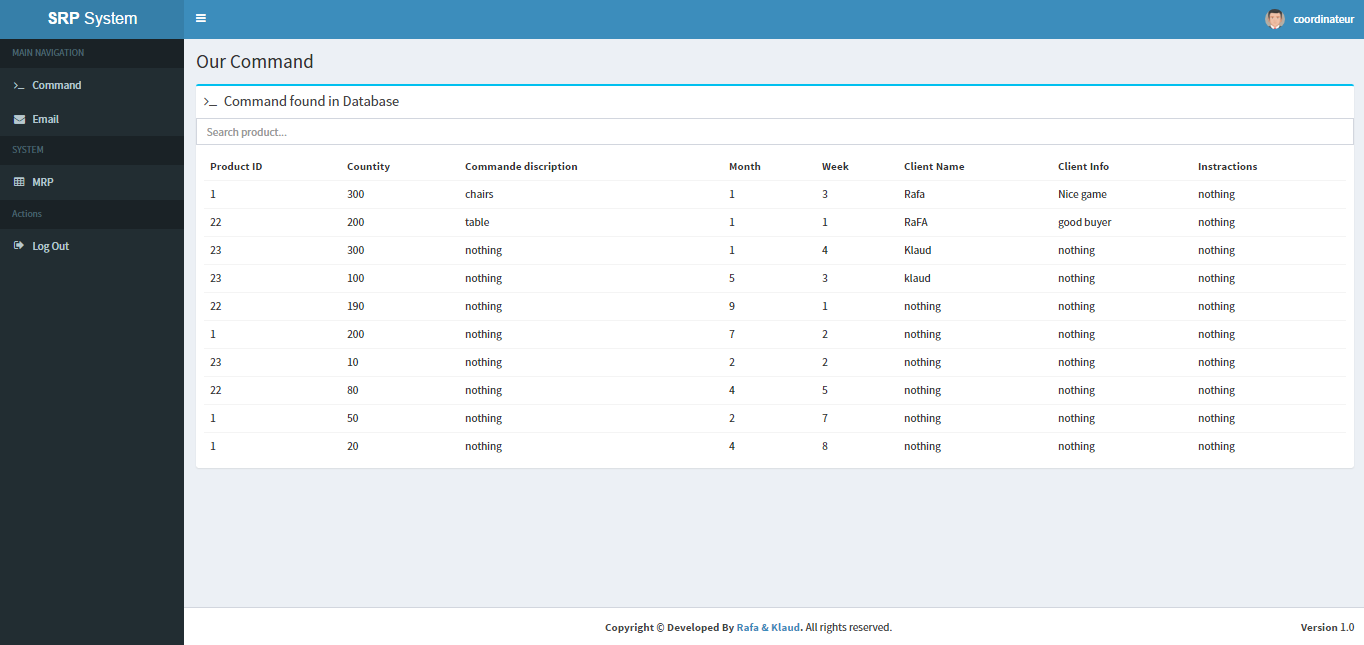 SRP System
coordinateur
MAIN NAVIGATION
Command
Email
SYSTEM
MRP
Actions
Log Out
Our Command
Command found in Database
Search product...
Product ID Countity Commande discription Month Week Client Name Client Info Instractions
1 300 chairs 1 3 Rafa Nice game nothing
22 200 table 1 1 RaFA good buyer nothing
23 300 nothing 1 4 Klaud nothing nothing
23 100 nothing 5 3 klaud nothing nothing
22 190 nothing 9 1 nothing nothing nothing
1 200 nothing 7 2 nothing nothing nothing
23 10 nothing 2 2 nothing nothing nothing
22 80 nothing 4 5 nothing nothing nothing
1 50 nothing 2 7 nothing nothing nothing
1 20 nothing 4 8 nothing nothing nothing
Copyright © Developed By Rafa & Klaud. All rights reserved.
Version 1.0